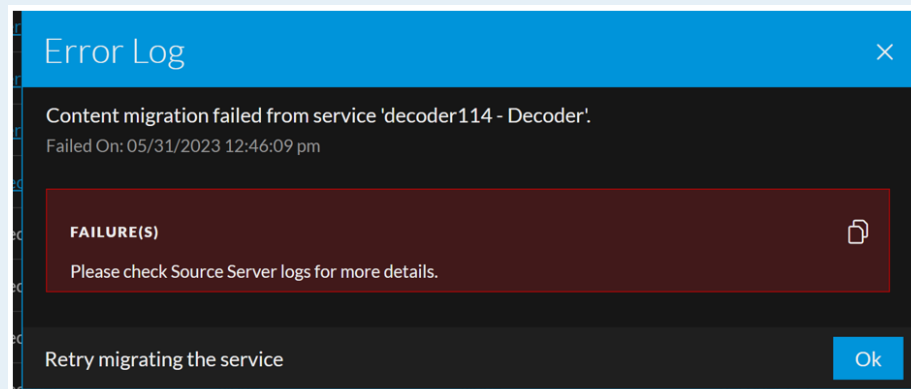 Error Log
Content migration failed from service 'decoder114 - Decoder'.
Failed On: 05/31/2023 12:46:09 pm
FAILURE(S)
Please check Source Server logs for more details.
Retry migrating the service
Ok